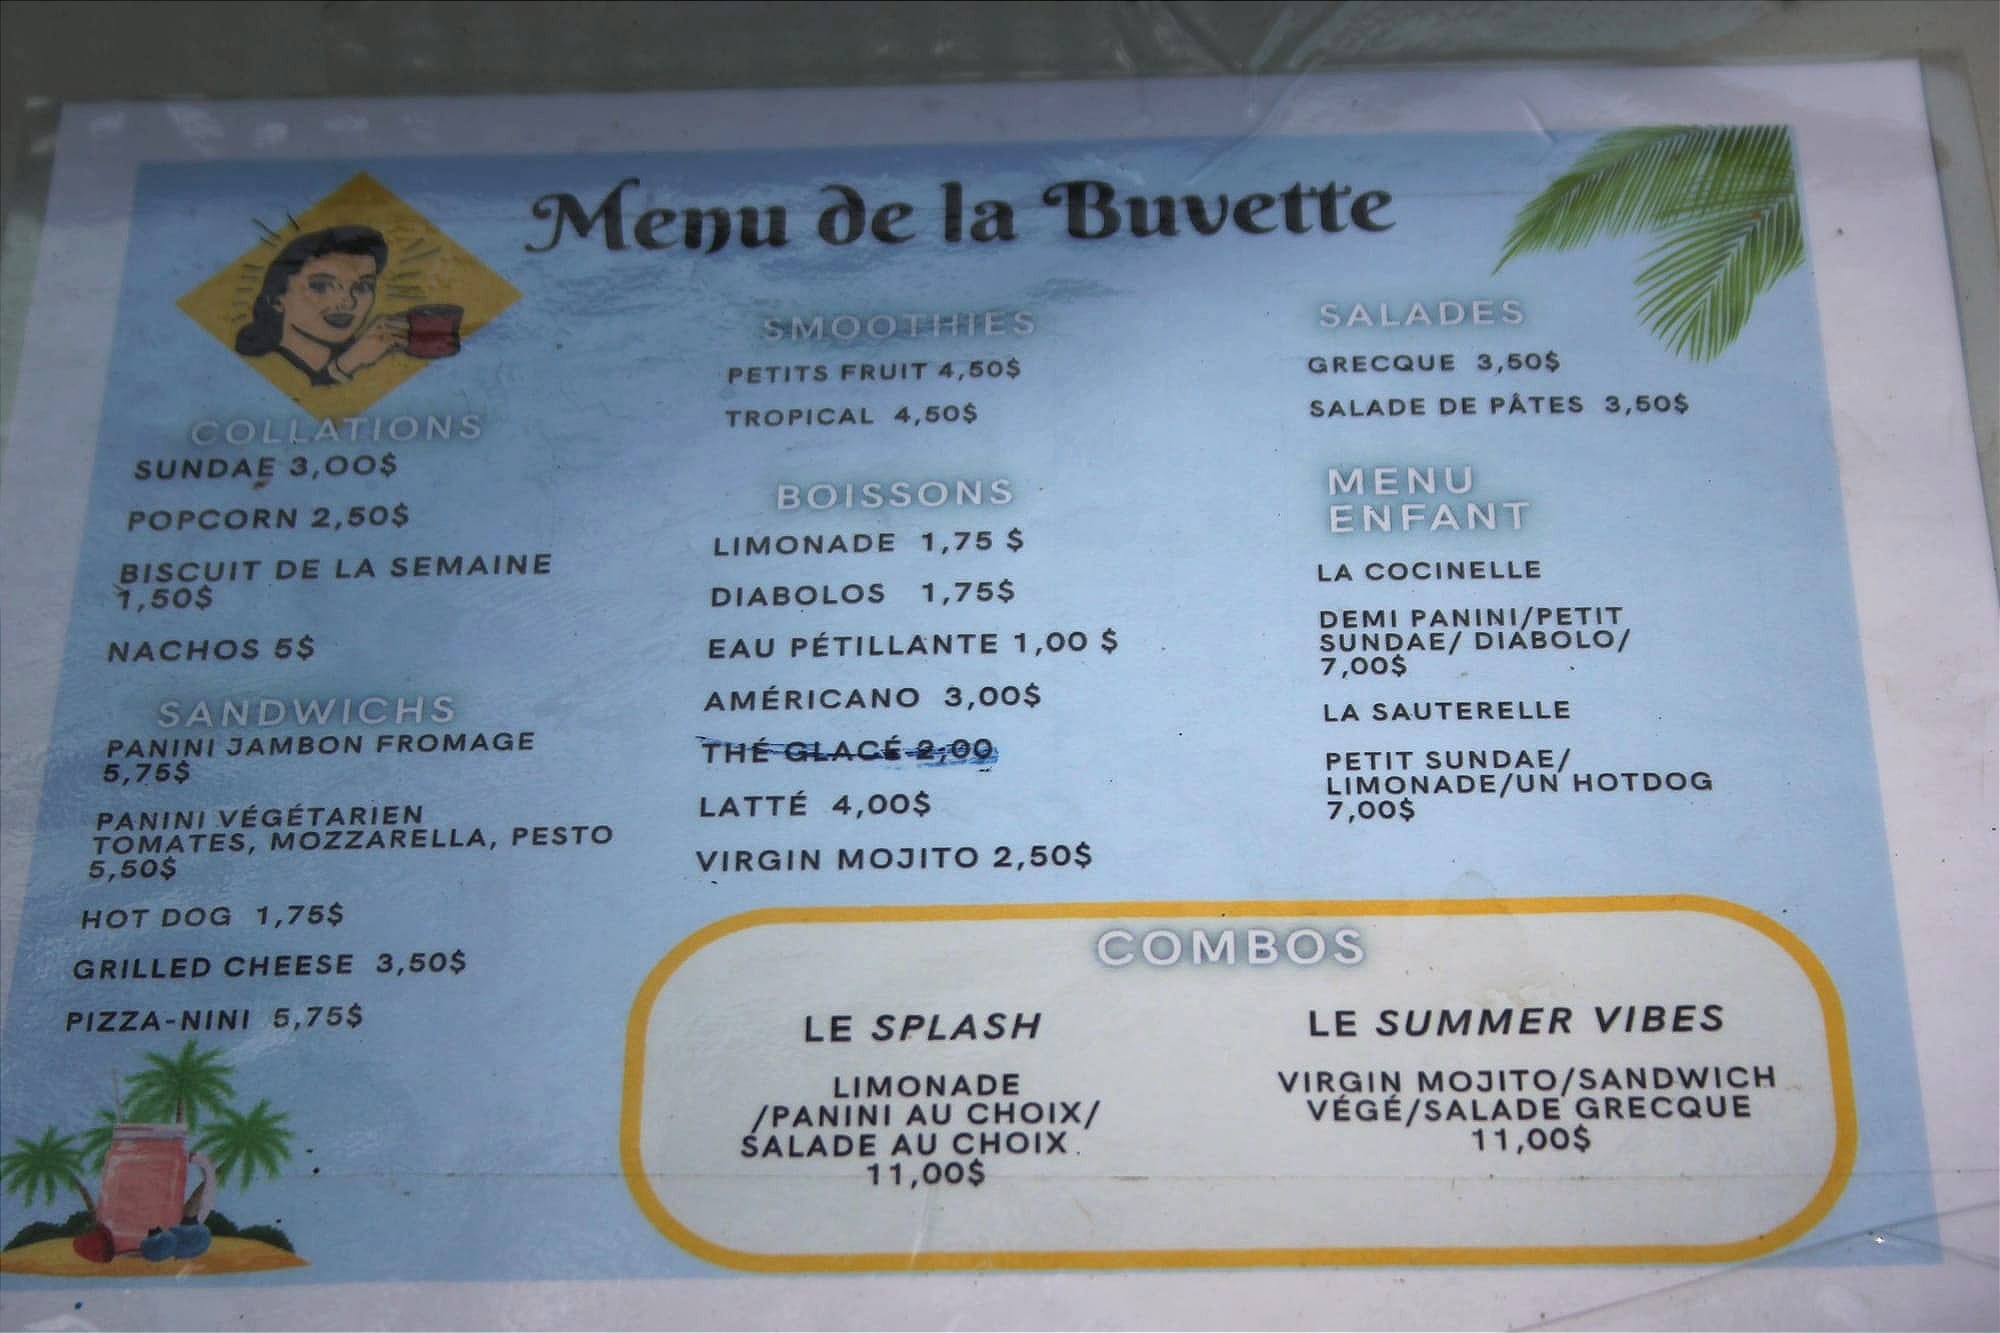 Menu de la Buvette
COLLATIONS
SUNDAE 3,00$
POPCORN 2,50$
BISCUIT DE LA SEMAINE
1,50$
NACHOS 5$
SANDWICHS
PANINI JAMBON FROMAGE
5,75$
PANINI VÉGÉTARIEN
TOMATES, MOZZARELLA, PESTO
5,50$
HOT DOG 1,75$
GRILLED CHEESE 3,50$
PIZZA-NINI 5,75$
SMOOTHIES
PETITS FRUIT 4,50$
TROPICAL 4,50$
BOISSONS
LIMONADE 1,75 $
DIABOLOS 1,75$
EAU PÉTILLANTE 1,00 $
AMÉRICANO 3,00$
THÉ GLACÉ 2,00
LATTÉ 4,00$
VIRGIN MOJITO 2,50$
SALADES
GRECQUE 3,50$
SALADE DE PÂTES 3,50$
MENU
ENFANT
LA COCINELLE
DEMI PANINI/PETIT
SUNDAE/ DIABOLO/
7,00$
LA SAUTERELLE
PETIT SUNDAE/
LIMONADE/UN HOTDOG
7,00$
COMBOS
LE SPLASH
LIMONADE
/PANINI AU CHOIX/
SALADE AU CHOIX
11,00$
LE SUMMER VIBES
VIRGIN MOJITO/SANDWICH
VÉGÉ/SALADE GRECQUE
11,00$